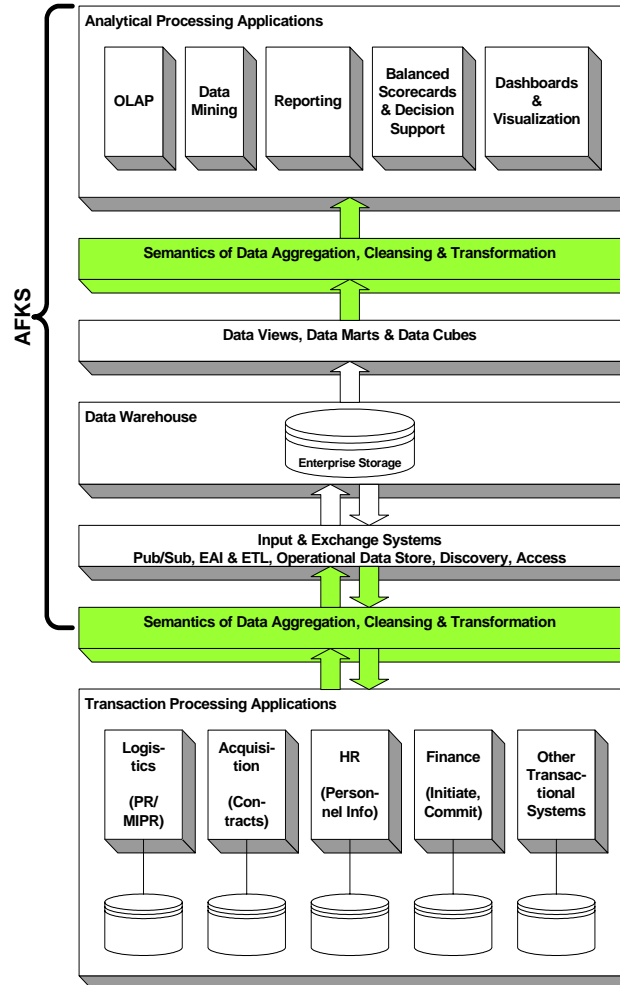 AFKS
Analytical Processing Applications
OLAP
Data
Mining
Reporting
Balanced
Scorecards
& Decision
Support
Dashboards
&
Visualization
Semantics of Data Aggregation, Cleansing & Transformation
Data Views, Data Marts & Data Cubes
Data Warehouse
Enterprise Storage
Input & Exchange Systems
Pub/Sub, EAI & ETL, Operational Data Store, Discovery, Access
Semantics of Data Aggregation, Cleansing & Transformation
Transaction Processing Applications
Logis-
tics
(PR/
MIPR)
Acquisi-
tion
(Con-
tracts)
HR
(Person-
nel Info)
Finance
(Initiate,
Commit)
Other
Transac-
tional
Systems